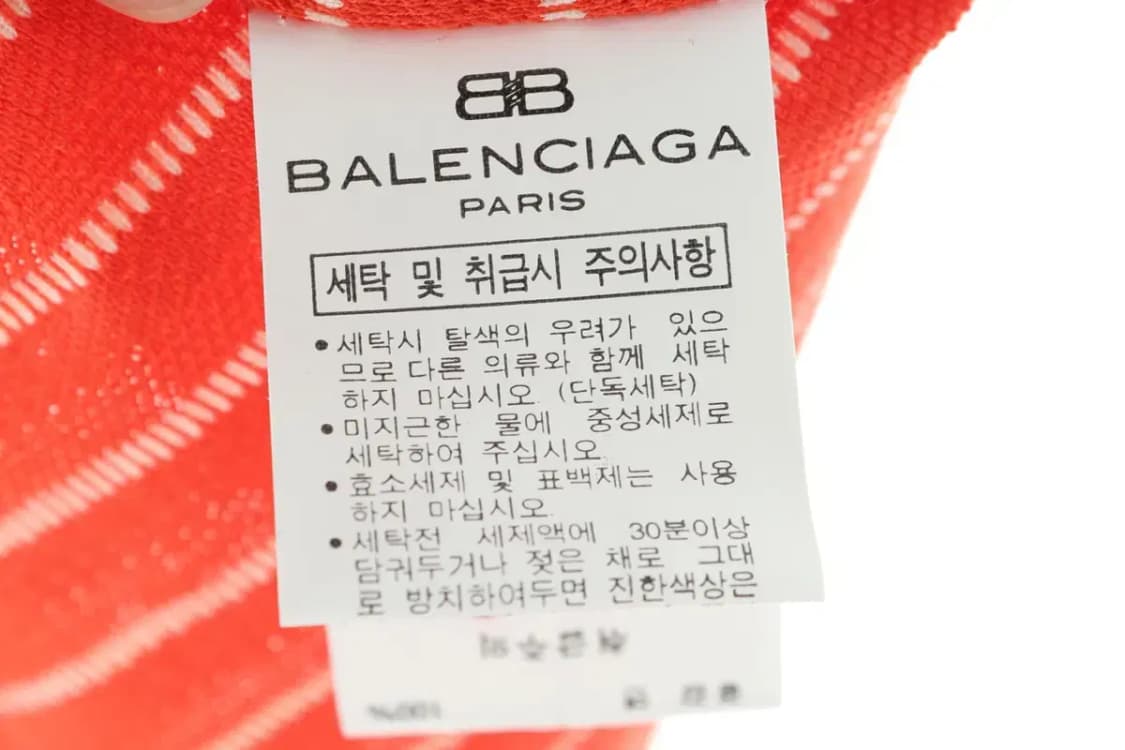 BB
BALENCIAGA
PARIS
세탁 및 취급시 주의사항
• 세탁시 탈색의 우려가 있으
므로 다른 의류와 함께 세탁
하지 마십시오. (단독세탁)
• 미지근한 물에 중성세제로
세탁하여 주십시오.
• 효소세제 및 표백제는 사용
하지 마십시오.
• 세탁전 세제액에 30분이상
담궈두거나 젖은 채로 그대
로 방치하여두면 진한색상은
취급주의
100%